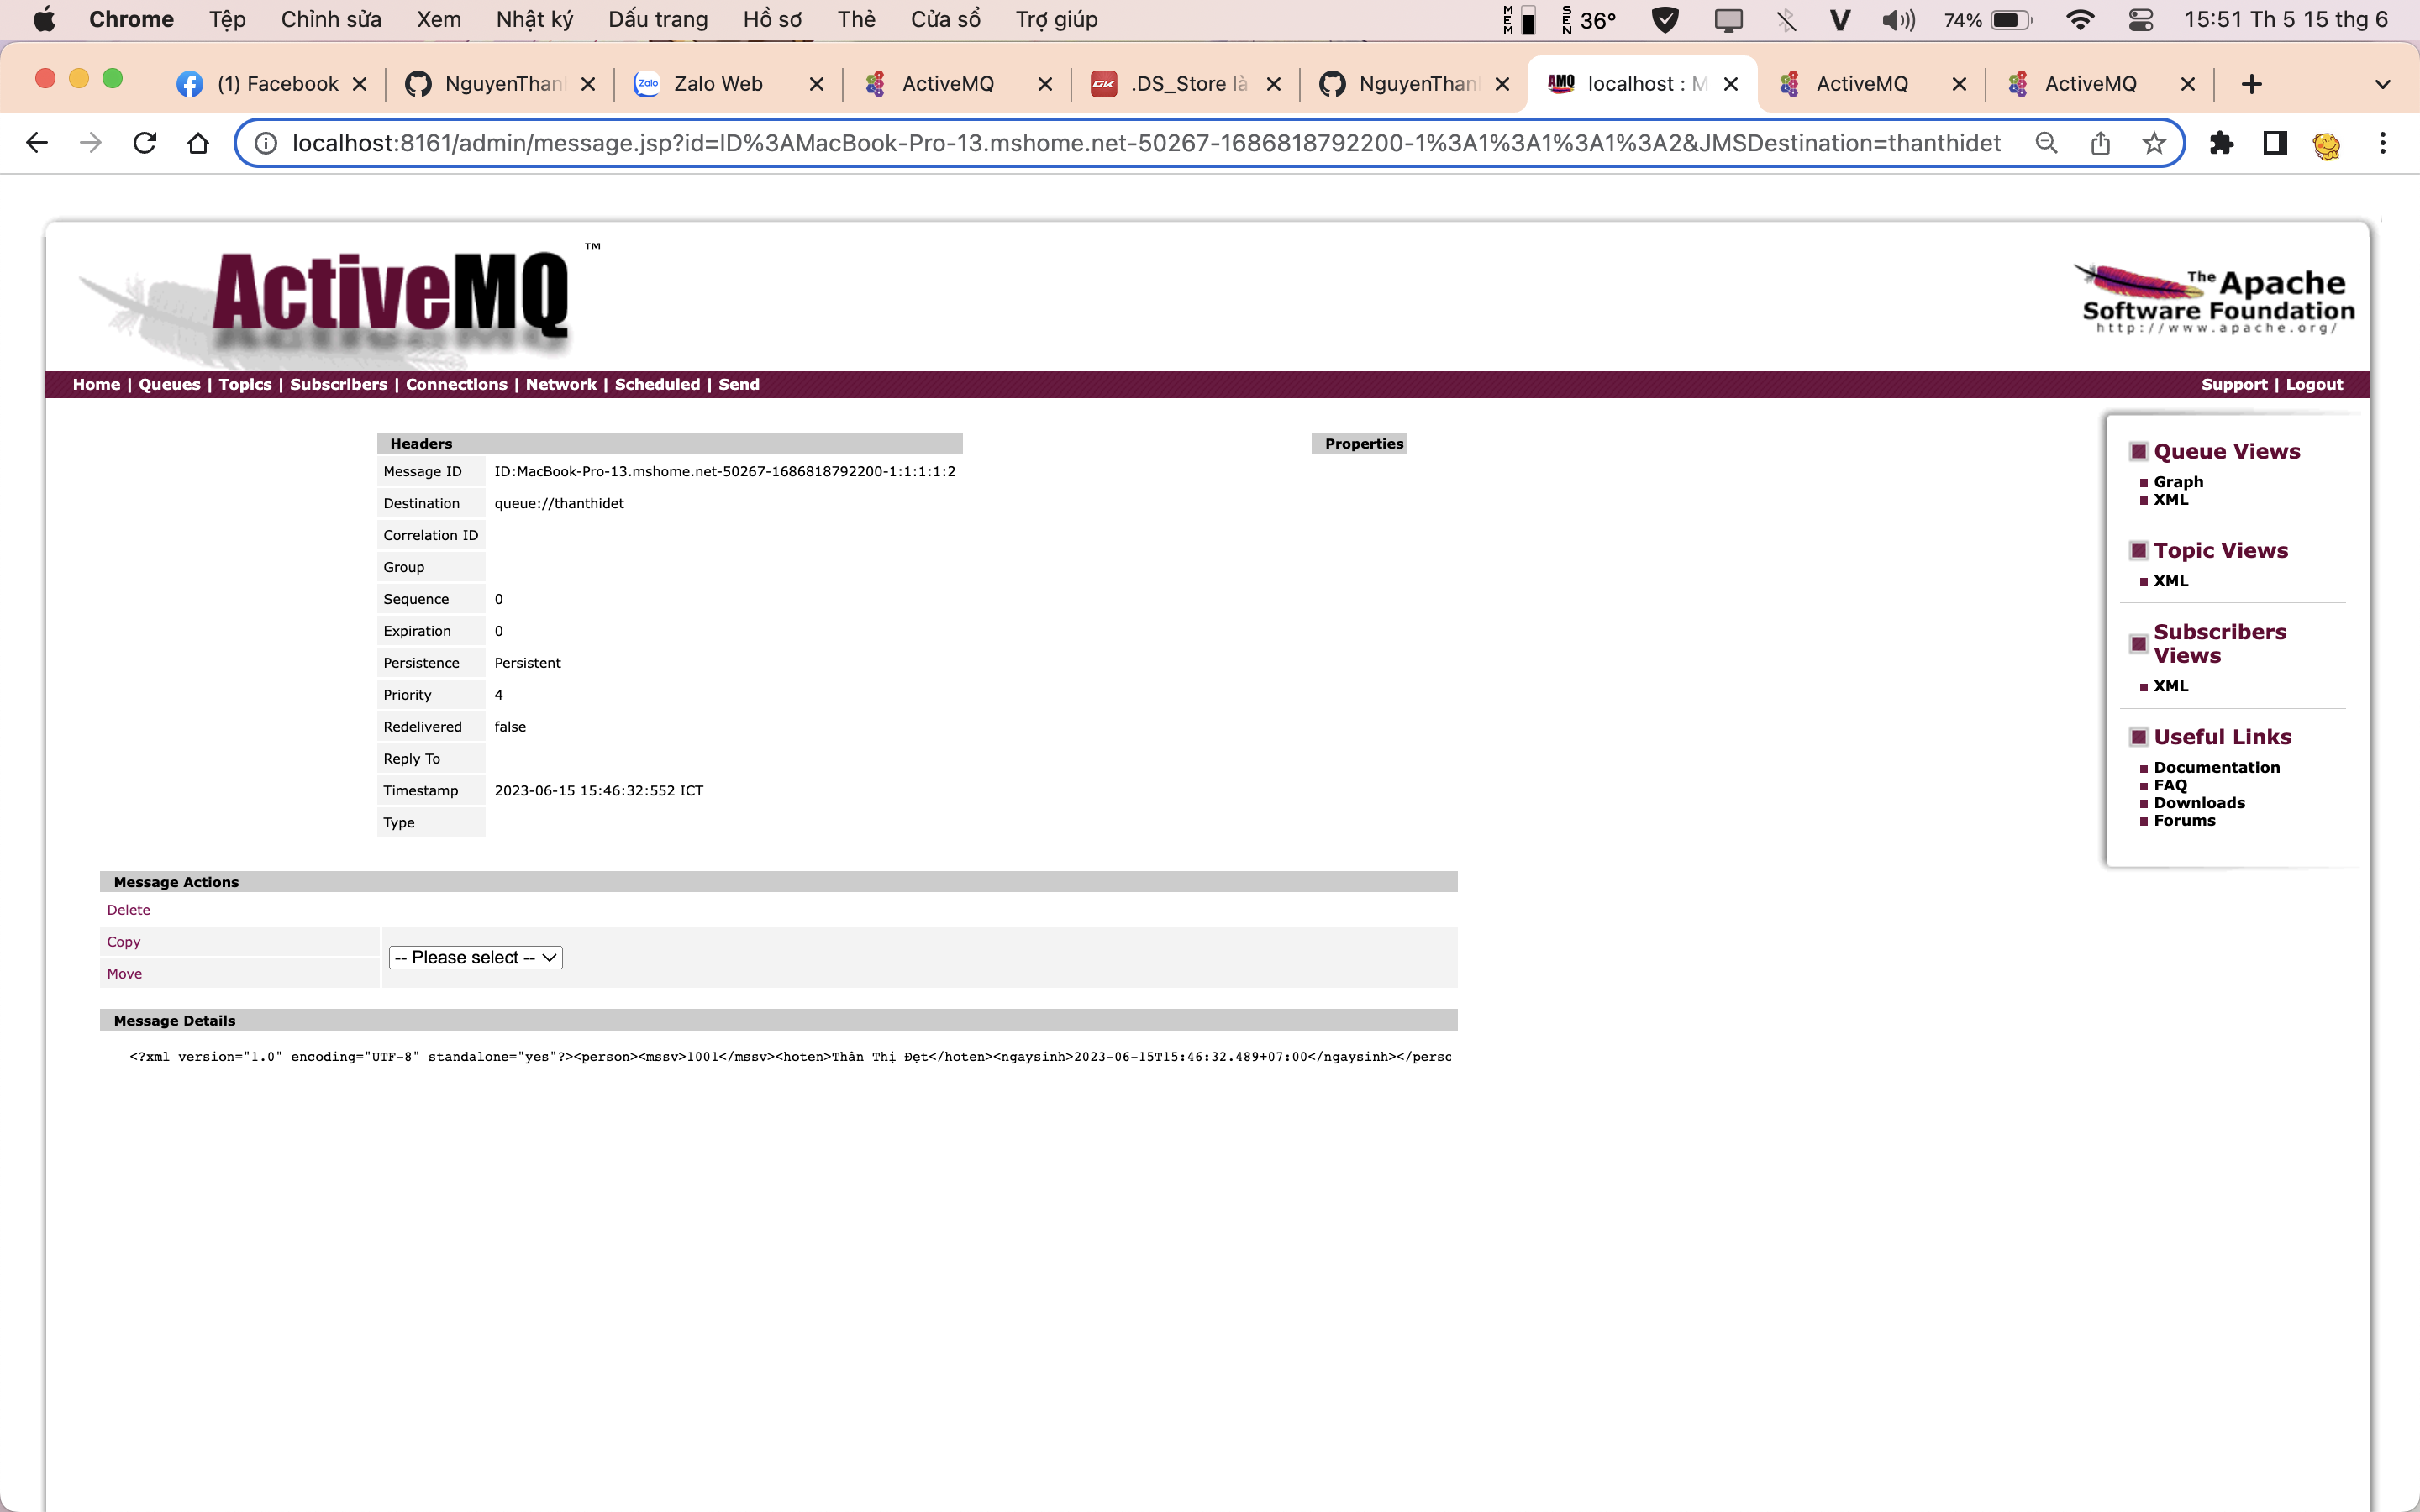 Chrome Tệp Chỉnh sửa Xem Nhật ký Dấu trang Hồ sơ Thẻ Cửa sổ Trợ giúp MEM SEN 36° V 74% 15:51 Th 5 15 thg 6
(1) Facebook NguyenThan Zalo Zalo Web ActiveMQ GK .DS_Store là NguyenThan AMQ localhost : M ActiveMQ ActiveMQ
localhost:8161/admin/message.jsp?id=ID%3AMacBook-Pro-13.mshome.net-50267-1686818792200-1%3A1%3A1%3A1%3A2&JMSDestination=thanthidet
ActiveMQ ™
The Apache
Software Foundation
http://www.apache.org/
Home | Queues | Topics | Subscribers | Connections | Network | Scheduled | Send
Support | Logout
Headers
Message ID ID:MacBook-Pro-13.mshome.net-50267-1686818792200-1:1:1:1:2
Destination queue://thanthidet
Correlation ID
Group
Sequence 0
Expiration 0
Persistence Persistent
Priority 4
Redelivered false
Reply To
Timestamp 2023-06-15 15:46:32:552 ICT
Type
Properties
Message Actions
Delete
Copy
Move
-- Please select --
Message Details
<?xml version="1.0" encoding="UTF-8" standalone="yes"?><person><mssv>1001</mssv><hoten>Thân Thị Đẹt</hoten><ngaysinh>2023-06-15T15:46:32.489+07:00</ngaysinh></perso
Queue Views
Graph
XML
Topic Views
XML
Subscribers
Views
XML
Useful Links
Documentation
FAQ
Downloads
Forums